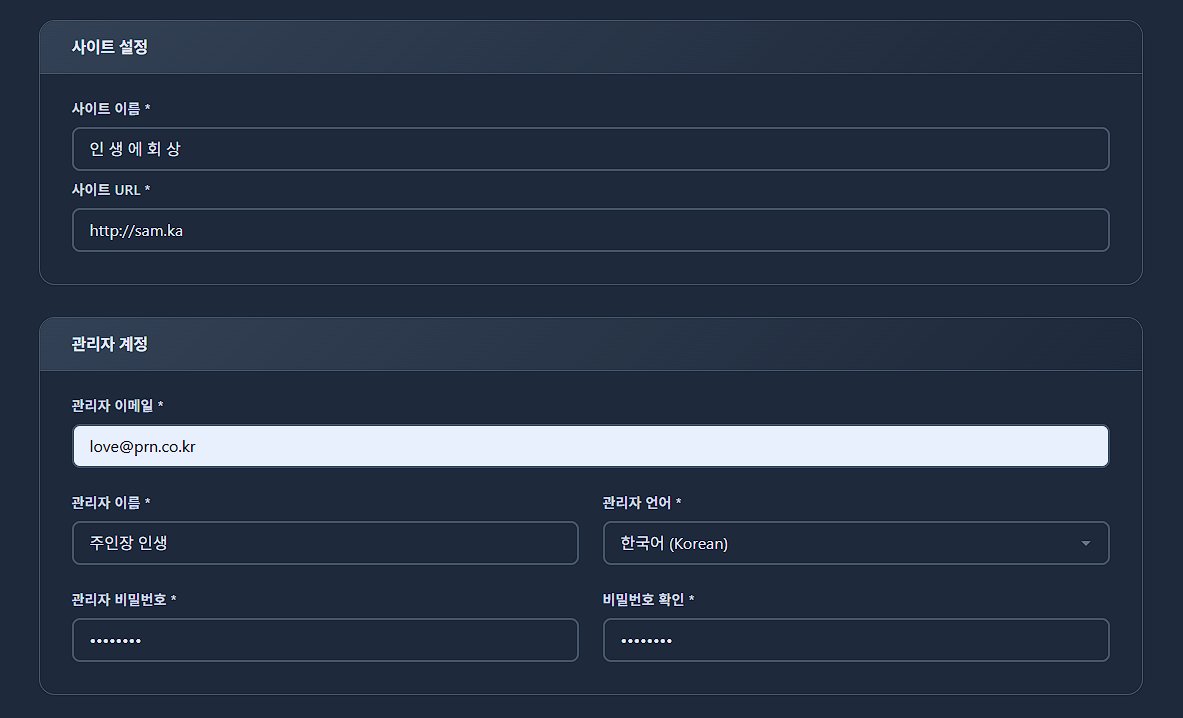 사이트 설정
사이트 이름 *
인 생 에 회 상
사이트 URL *
http://sam.ka
관리자 계정
관리자 이메일 *
love@prn.co.kr
관리자 이름 *
관리자 언어 *
주인장 인생
한국어 (Korean)
관리자 비밀번호 *
비밀번호 확인 *
••••••••
••••••••